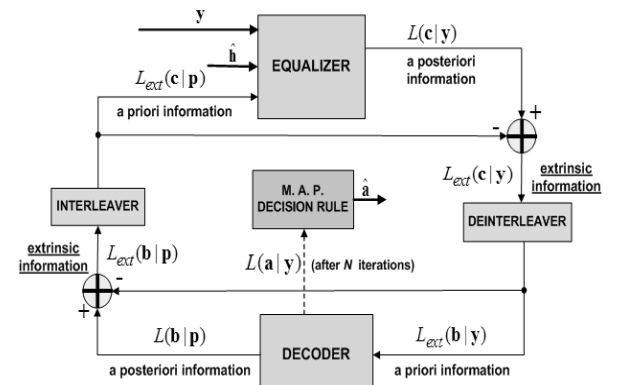 y
L(c|y)
ĥ
EQUALIZER
a posteriori
information
L_ext(c|p)
a priori information
+
-
L_ext(c|y)
extrinsic
information
M. A. P.
DECISION RULE
â
INTERLEAVER
DEINTERLEAVER
extrinsic
information
L_ext(b|p)
L(a|y) (after N iterations)
-
+
L(b|p)
L_ext(b|y)
DECODER
a posteriori information
a priori information